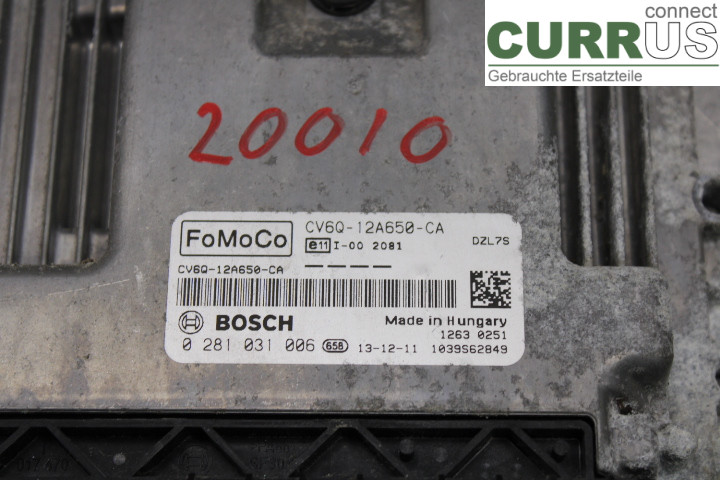 connect
CURRUS
Gebrauchte Ersatzteile
20010
FoMoCo
CV6Q-12A650-CA
e11 I-00 2081
DZL7S
CV6Q-12A650-CA
BOSCH
Made in Hungary
1263 0251
0 281 031 006 658 13-12-11 1039S62849